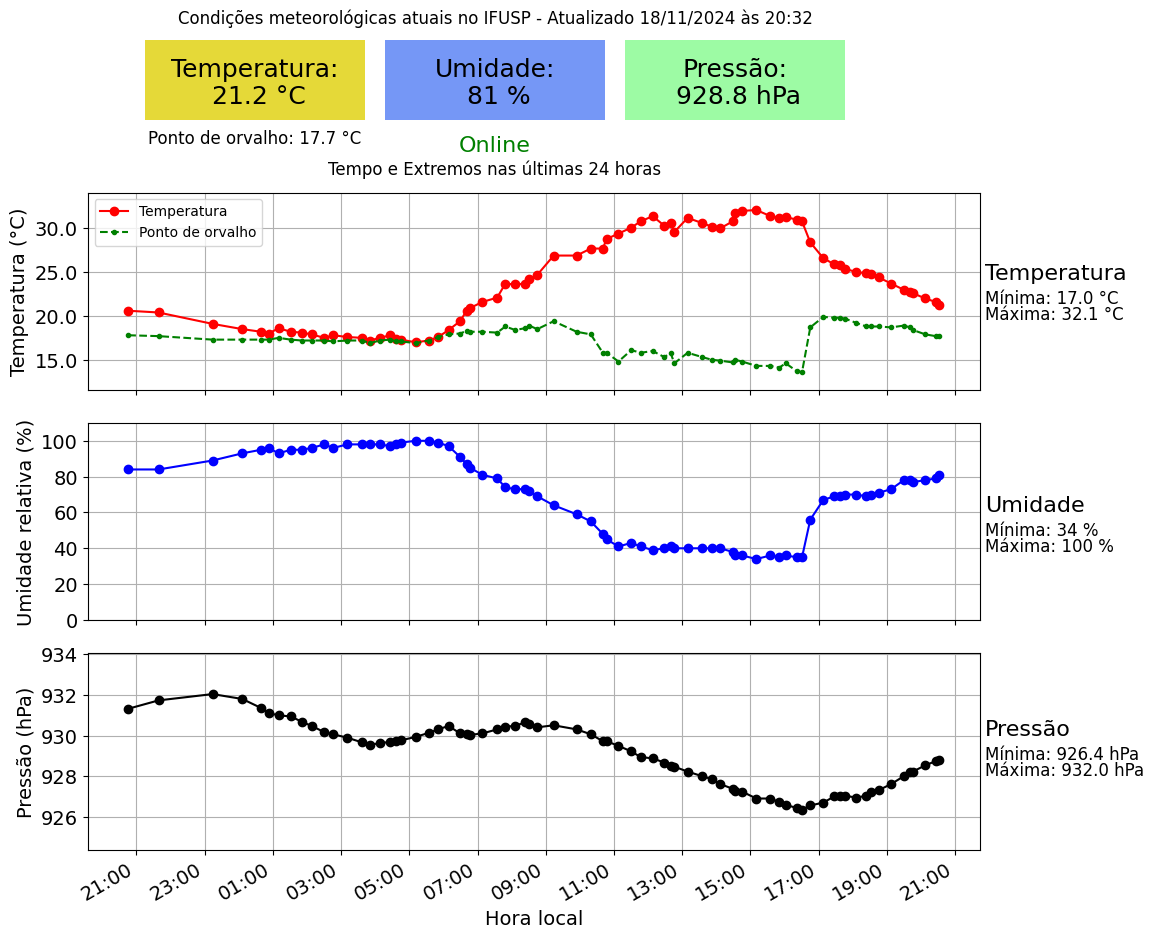 Condições meteorológicas atuais no IFUSP - Atualizado 18/11/2024 às 20:32
Temperatura:
21.2 °C
Umidade:
81 %
Pressão:
928.8 hPa
Ponto de orvalho: 17.7 °C
Online
Tempo e Extremos nas últimas 24 horas
Temperatura (°C)
30.0
25.0
20.0
15.0
Temperatura
Ponto de orvalho
Temperatura
Mínima: 17.0 °C
Máxima: 32.1 °C
Umidade relativa (%)
100
80
60
40
20
0
Umidade
Mínima: 34 %
Máxima: 100 %
Pressão (hPa)
934
932
930
928
926
Pressão
Mínima: 926.4 hPa
Máxima: 932.0 hPa
21:00 23:00 01:00 03:00 05:00 07:00 09:00 11:00 13:00 15:00 17:00 19:00 21:00
Hora local